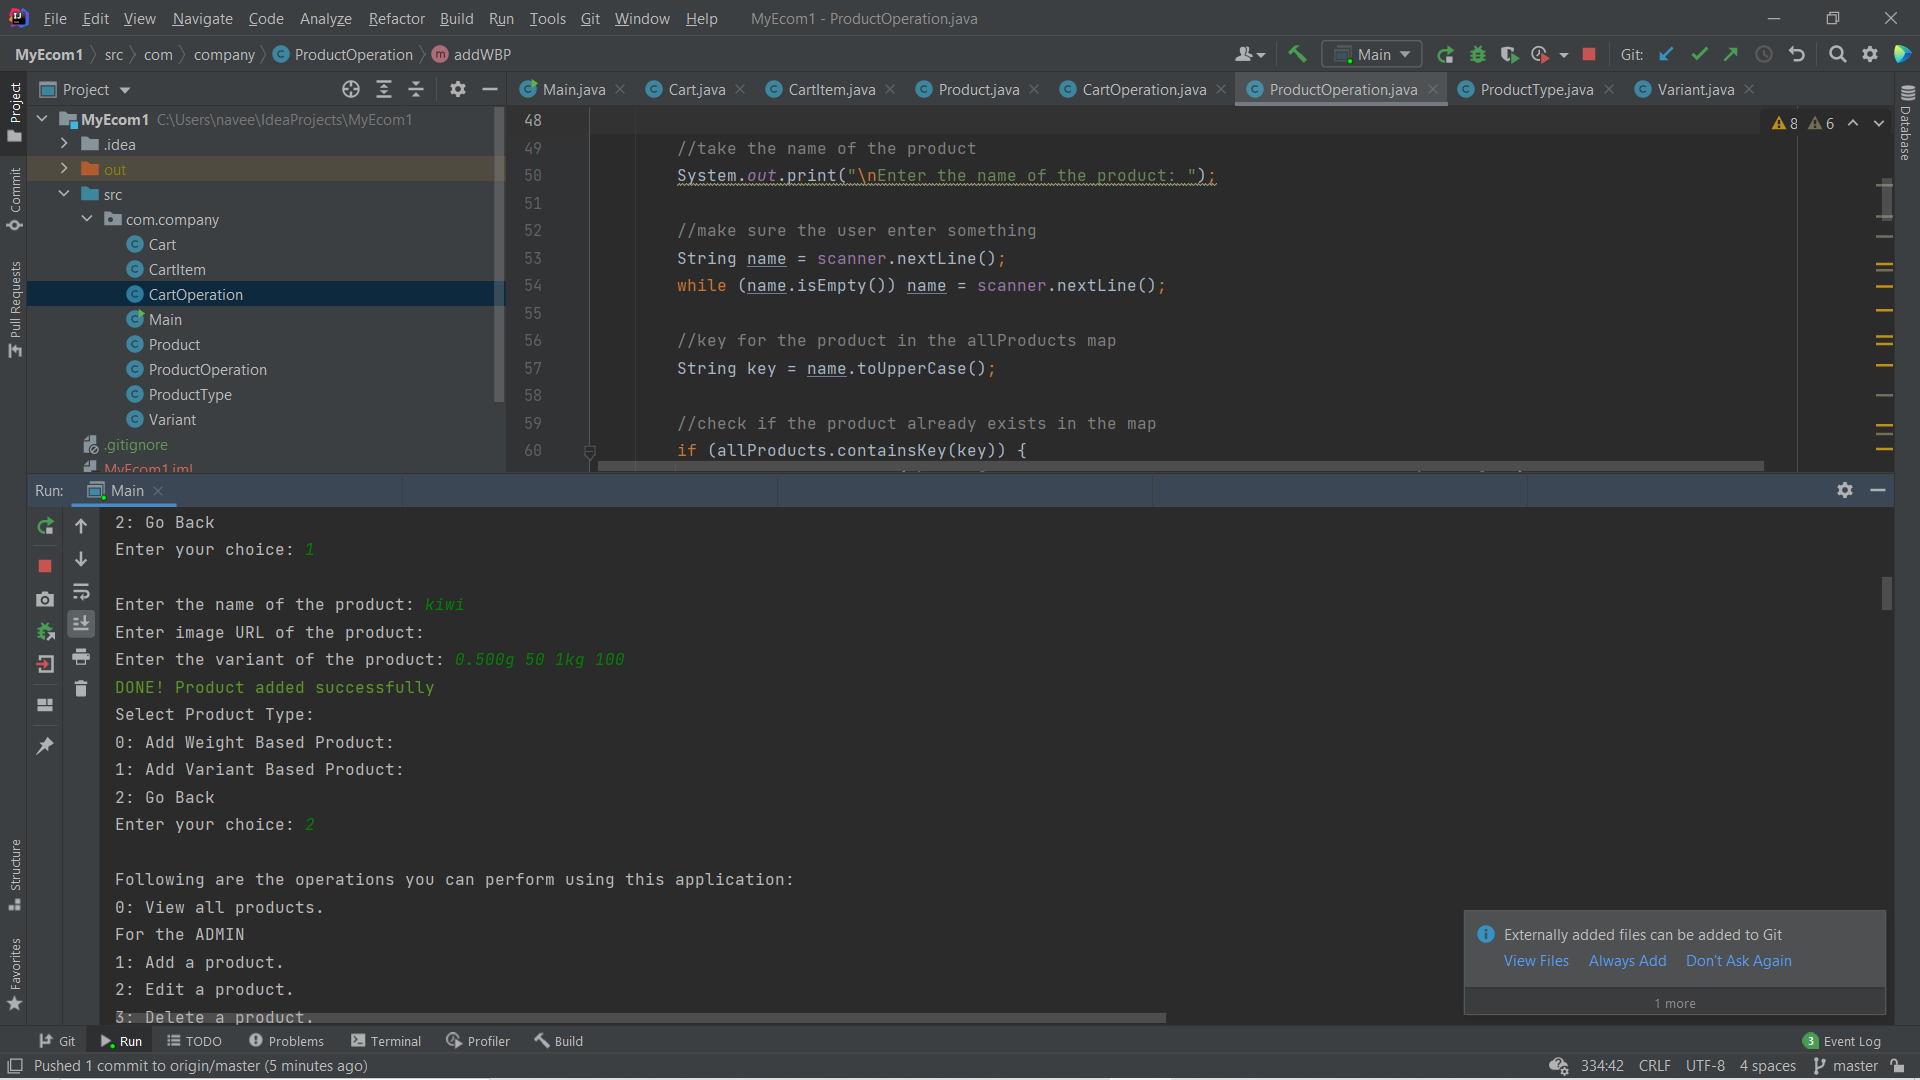 File Edit View Navigate Code Analyze Refactor Build Run Tools Git Window Help MyEcom1 - ProductOperation.java
MyEcom1 src com company ProductOperation addWBP Main Git:
Project
Commit
Pull Requests
Structure
Favorites
Database
Project
MyEcom1 C:\Users\navee\IdeaProjects\MyEcom1
.idea
out
src
com.company
Cart
CartItem
CartOperation
Main
Product
ProductOperation
ProductType
Variant
.gitignore
MyEcom1.iml
Main.java Cart.java CartItem.java Product.java CartOperation.java ProductOperation.java ProductType.java Variant.java
8 6
48
49 //take the name of the product
50 System.out.print("\nEnter the name of the product: ");
51
52 //make sure the user enter something
53 String name = scanner.nextLine();
54 while (name.isEmpty()) name = scanner.nextLine();
55
56 //key for the product in the allProducts map
57 String key = name.toUpperCase();
58
59 //check if the product already exists in the map
60 if (allProducts.containsKey(key)) {
Run: Main
2: Go Back
Enter your choice: 1
Enter the name of the product: kiwi
Enter image URL of the product:
Enter the variant of the product: 0.500g 50 1kg 100
DONE! Product added successfully
Select Product Type:
0: Add Weight Based Product:
1: Add Variant Based Product:
2: Go Back
Enter your choice: 2
Following are the operations you can perform using this application:
0: View all products.
For the ADMIN
1: Add a product.
2: Edit a product.
3: Delete a product.
Externally added files can be added to Git
View Files Always Add Don't Ask Again
1 more
Git Run TODO Problems Terminal Profiler Build 3 Event Log
Pushed 1 commit to origin/master (5 minutes ago) 334:42 CRLF UTF-8 4 spaces master